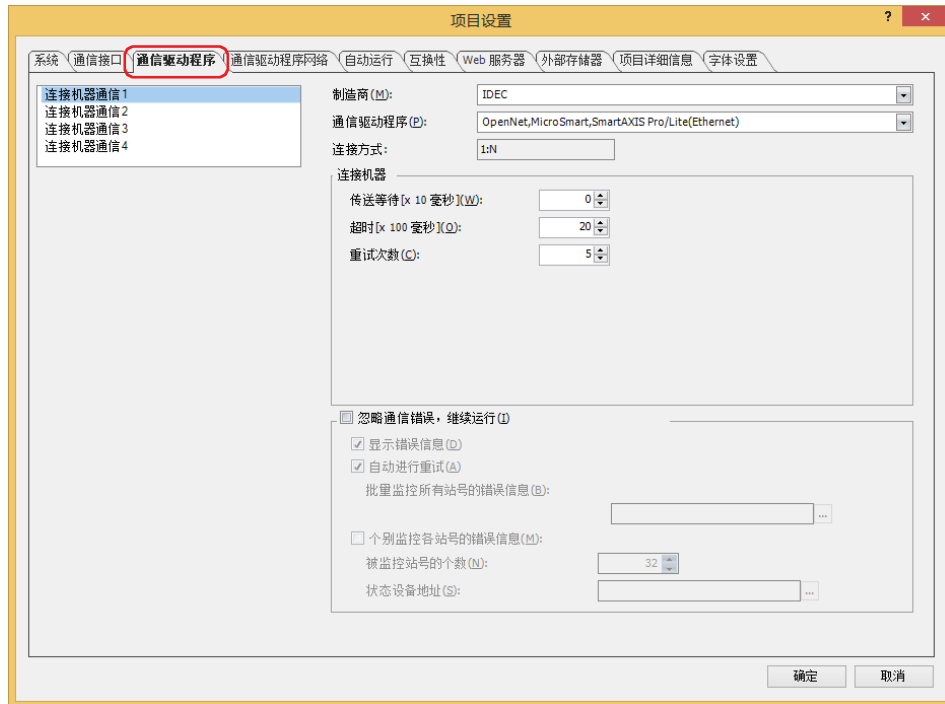 项目设置
? ×
系统 通信接口 通信驱动程序 通信驱动程序网络 自动运行 互换性 Web 服务器 外部存储器 项目详细信息 字体设置
连接机器通信1
连接机器通信2
连接机器通信3
连接机器通信4
制造商(M): IDEC
通信驱动程序(P): OpenNet,MicroSmart,SmartAXIS Pro/Lite(Ethernet)
连接方式: 1:N
连接机器
传送等待[x 10 毫秒](W): 0
超时[x 100 毫秒](O): 20
重试次数(C): 5
忽略通信错误，继续运行(I)
显示错误信息(D)
自动进行重试(A)
批量监控所有站号的错误信息(B):
...
个别监控各站号的错误信息(M):
被监控站号的个数(N): 32
状态设备地址(S): ...
确定 取消